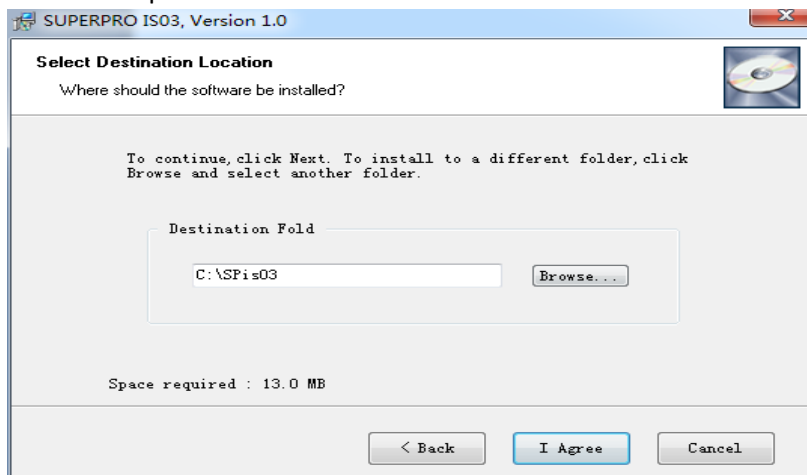 SUPERPRO IS03, Version 1.0
Select Destination Location
Where should the software be installed?
To continue, click Next. To install to a different folder, click
Browse and select another folder.
Destination Fold
C:\SPis03
Browse...
Space required : 13.0 MB
< Back
I Agree
Cancel